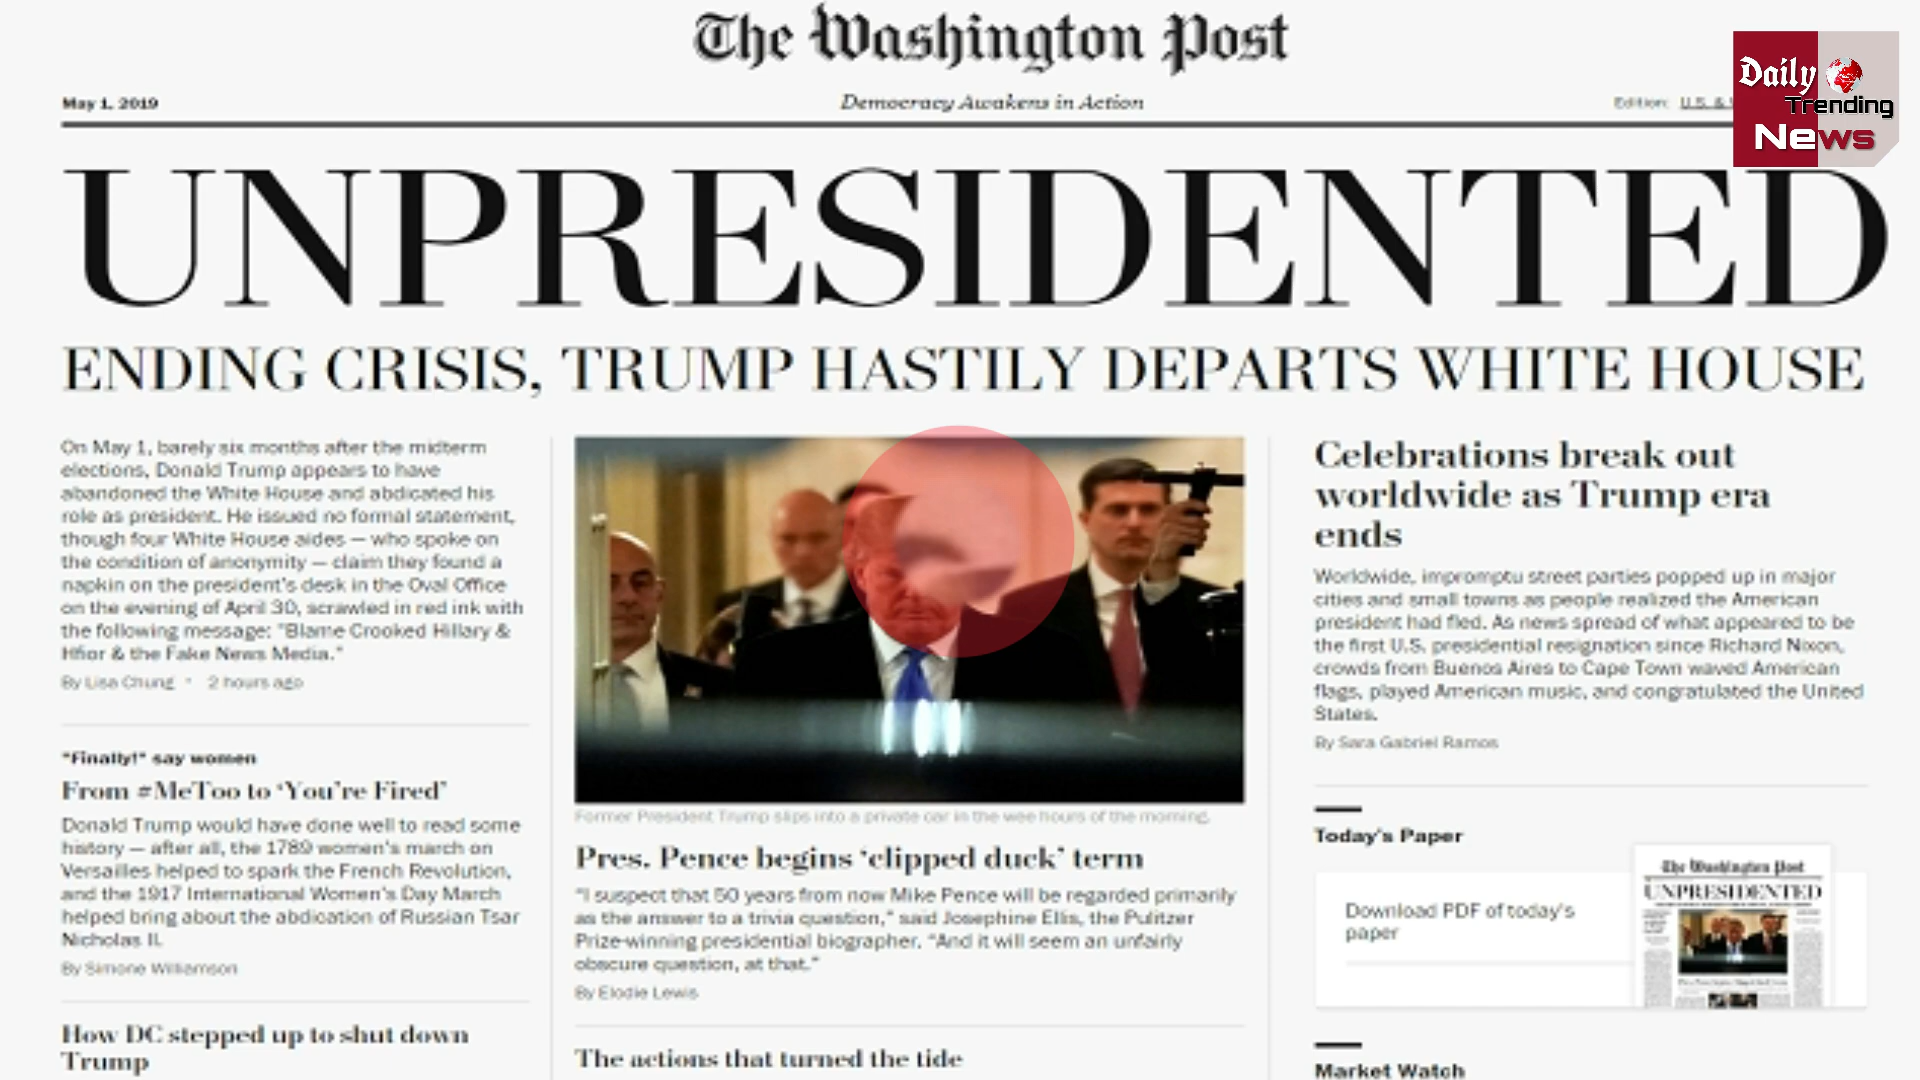 The Washington Post
Daily
Trending
News
May 1, 2019
Democracy Awakens in Action
Edition: U.S. &
UNPRESIDENTED
ENDING CRISIS, TRUMP HASTILY DEPARTS WHITE HOUSE
On May 1, barely six months after the midterm
elections, Donald Trump appears to have
abandoned the White House and abdicated his
role as president. He issued no formal statement,
though four White House aides — who spoke on
the condition of anonymity — claim they found a
napkin on the president's desk in the Oval Office
on the evening of April 30, scrawled in red ink with
the following message: "Blame Crooked Hillary &
Hfior & the Fake News Media."
By Lisa Chung • 2 hours ago
"Finally!" say women
From #MeToo to ‘You're Fired’
Donald Trump would have done well to read some
history — after all, the 1789 women's march on
Versailles helped to spark the French Revolution,
and the 1917 International Women's Day March
helped bring about the abdication of Russian Tsar
Nicholas II.
By Simone Williamson
How DC stepped up to shut down
Trump
Former President Trump slips into a private car in the wee hours of the morning.
Pres. Pence begins ‘clipped duck’ term
"I suspect that 50 years from now Mike Pence will be regarded primarily
as the answer to a trivia question," said Josephine Ellis, the Pulitzer
Prize-winning presidential biographer. "And it will seem an unfairly
obscure question, at that."
By Elodie Lewis
The actions that turned the tide
Celebrations break out
worldwide as Trump era
ends
Worldwide, impromptu street parties popped up in major
cities and small towns as people realized the American
president had fled. As news spread of what appeared to be
the first U.S. presidential resignation since Richard Nixon,
crowds from Buenos Aires to Cape Town waved American
flags, played American music, and congratulated the United
States.
By Sara Gabriel Ramos
Today's Paper
Download PDF of today's
paper
The Washington Post
UNPRESIDENTED
Market Watch